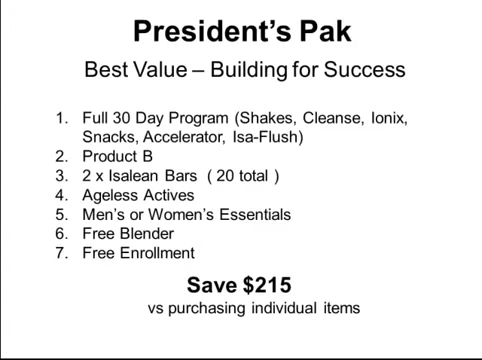 President's Pak
Best Value – Building for Success
1. Full 30 Day Program (Shakes, Cleanse, Ionix,
Snacks, Accelerator, Isa-Flush)
2. Product B
3. 2 x Isalean Bars ( 20 total )
4. Ageless Actives
5. Men's or Women's Essentials
6. Free Blender
7. Free Enrollment
Save $215
vs purchasing individual items